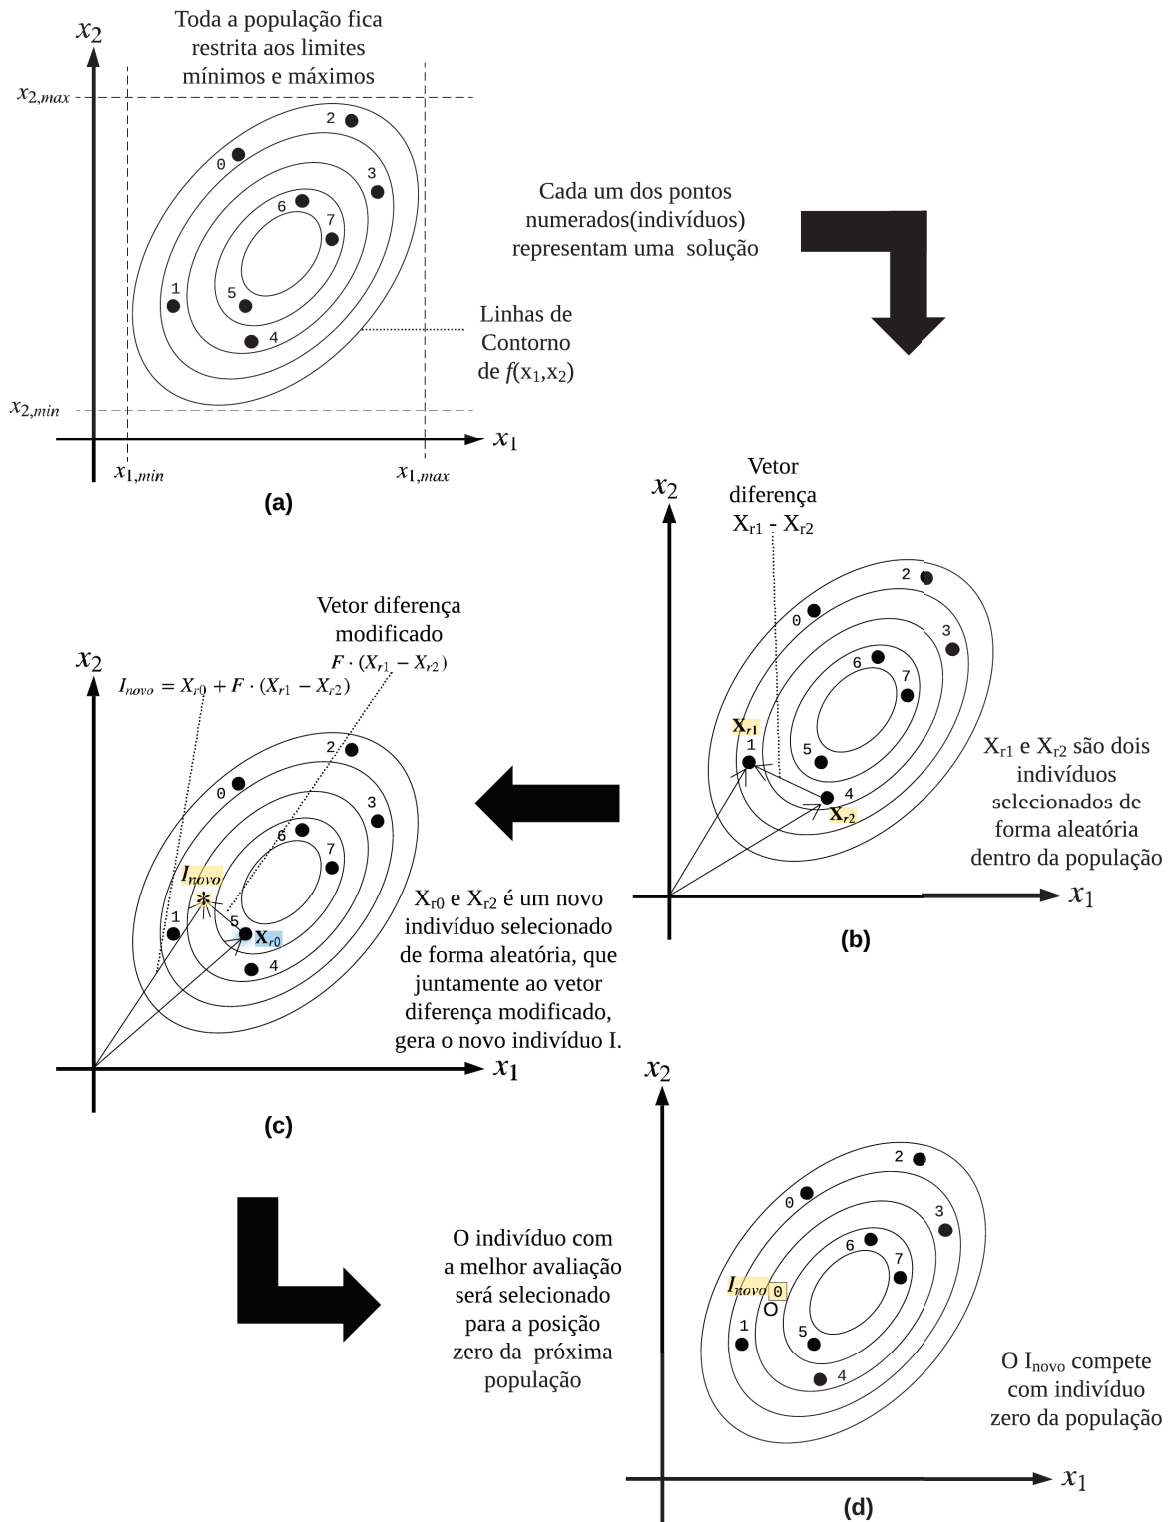 Toda a população fica
restrita aos limites
mínimos e máximos
x2
x2,max
2
0
3
6
7
1
5
4
Cada um dos pontos
numerados(indivíduos)
representam uma solução
Linhas de
Contorno
de f(x1,x2)
x2,min
x1
x1,min
x1,max
(a)
Vetor
diferença
Xr1 - Xr2
x2
2
0
3
6
7
Xr1
1
5
4
Xr2
Xr1 e Xr2 são dois
indivíduos
selecionados de
forma aleatória
dentro da população
x1
(b)
Vetor diferença
modificado
F · (Xr1 − Xr2)
x2
Inovo = Xr0 + F · (Xr1 − Xr2)
2
0
3
6
7
Inovo
*
1
5
Xr0
4
Xr0 e Xr2 é um novo
indivíduo selecionado
de forma aleatória, que
juntamente ao vetor
diferença modificado,
gera o novo indivíduo I.
x1
(c)
x2
2
0
3
6
7
Inovo 0
O
1
5
4
O indivíduo com
a melhor avaliação
será selecionado
para a posição
zero da próxima
população
O Inovo compete
com indivíduo
zero da população
x1
(d)